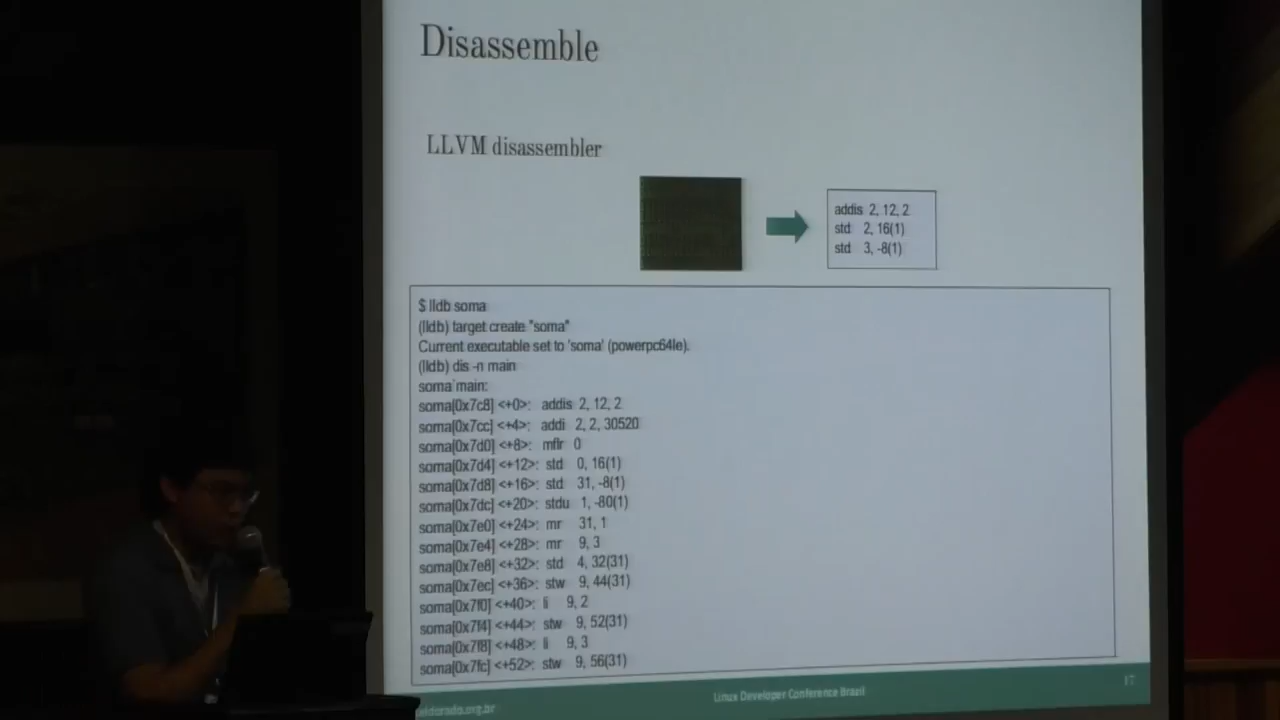 Disassemble
LLVM disassembler
addis 2, 12, 2
std 2, 16(1)
std 3, -8(1)
$ lldb soma
(lldb) target create "soma"
Current executable set to 'soma' (powerpc64le).
(lldb) dis -n main
soma`main:
soma[0x7c8] <+0>: addis 2, 12, 2
soma[0x7cc] <+4>: addi 2, 2, 30520
soma[0x7d0] <+8>: mflr 0
soma[0x7d4] <+12>: std 0, 16(1)
soma[0x7d8] <+16>: std 31, -8(1)
soma[0x7dc] <+20>: stdu 1, -80(1)
soma[0x7e0] <+24>: mr 31, 1
soma[0x7e4] <+28>: mr 9, 3
soma[0x7e8] <+32>: std 4, 32(31)
soma[0x7ec] <+36>: stw 9, 44(31)
soma[0x7f0] <+40>: li 9, 2
soma[0x7f4] <+44>: stw 9, 52(31)
soma[0x7f8] <+48>: li 9, 3
soma[0x7fc] <+52>: stw 9, 56(31)
eldorado.org.br
Linux Developer Conference Brazil
17